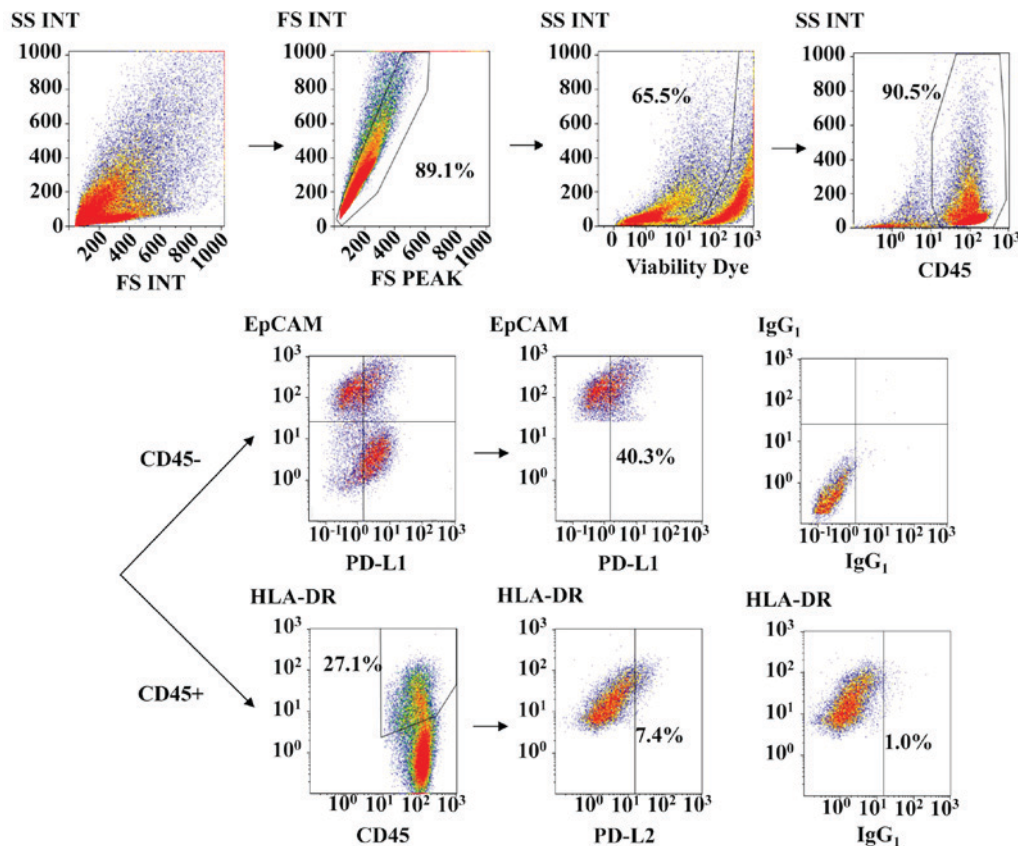 SS INT
FS INT
SS INT
SS INT
1000
800
600
400
200
0
200
400
600
800
1000
FS INT
1000
800
600
400
200
0
89.1%
200
400
600
800
1000
FS PEAK
1000
800
600
400
200
0
65.5%
0
10⁰
10¹
10²
10³
Viability Dye
1000
800
600
400
200
0
90.5%
0
10⁰
10¹
10²
10³
CD45
CD45-
CD45+
EpCAM
10³
10²
10¹
10⁰
10⁻¹ 10⁰ 10¹ 10² 10³
PD-L1
EpCAM
10³
10²
10¹
10⁰
40.3%
10⁻¹ 10⁰ 10¹ 10² 10³
PD-L1
IgG₁
10³
10²
10¹
10⁰
10⁻¹ 10⁰ 10¹ 10² 10³
IgG₁
HLA-DR
10³
10²
10¹
10⁰
27.1%
10⁰ 10¹ 10² 10³
CD45
HLA-DR
10³
10²
10¹
10⁰
7.4%
10⁰ 10¹ 10² 10³
PD-L2
HLA-DR
10³
10²
10¹
10⁰
1.0%
10⁰ 10¹ 10² 10³
IgG₁